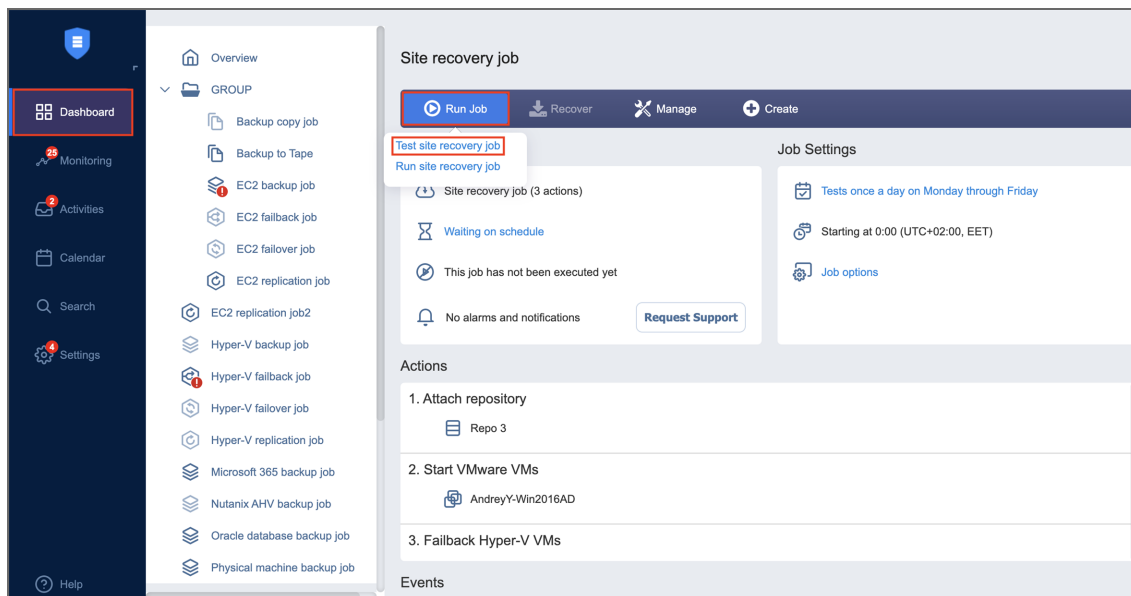 Dashboard
25
Monitoring
2
Activities
Calendar
Search
4
Settings
Help
Overview
GROUP
Backup copy job
Backup to Tape
EC2 backup job
EC2 failback job
EC2 failover job
EC2 replication job
EC2 replication job2
Hyper-V backup job
Hyper-V failback job
Hyper-V failover job
Hyper-V replication job
Microsoft 365 backup job
Nutanix AHV backup job
Oracle database backup job
Physical machine backup job
Site recovery job
Run Job
Recover
Manage
Create
Test site recovery job
Run site recovery job
Site recovery job (3 actions)
Waiting on schedule
This job has not been executed yet
No alarms and notifications
Request Support
Job Settings
Tests once a day on Monday through Friday
Starting at 0:00 (UTC+02:00, EET)
Job options
Actions
1. Attach repository
Repo 3
2. Start VMware VMs
AndreyY-Win2016AD
3. Failback Hyper-V VMs
Events